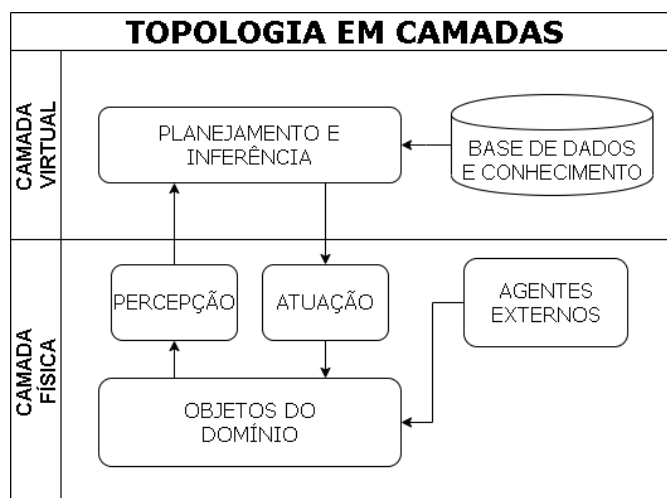 TOPOLOGIA EM CAMADAS
CAMADA
VIRTUAL
PLANEJAMENTO E
INFERÊNCIA
BASE DE DADOS
E CONHECIMENTO
CAMADA
FÍSICA
PERCEPÇÃO
ATUAÇÃO
AGENTES
EXTERNOS
OBJETOS DO
DOMÍNIO